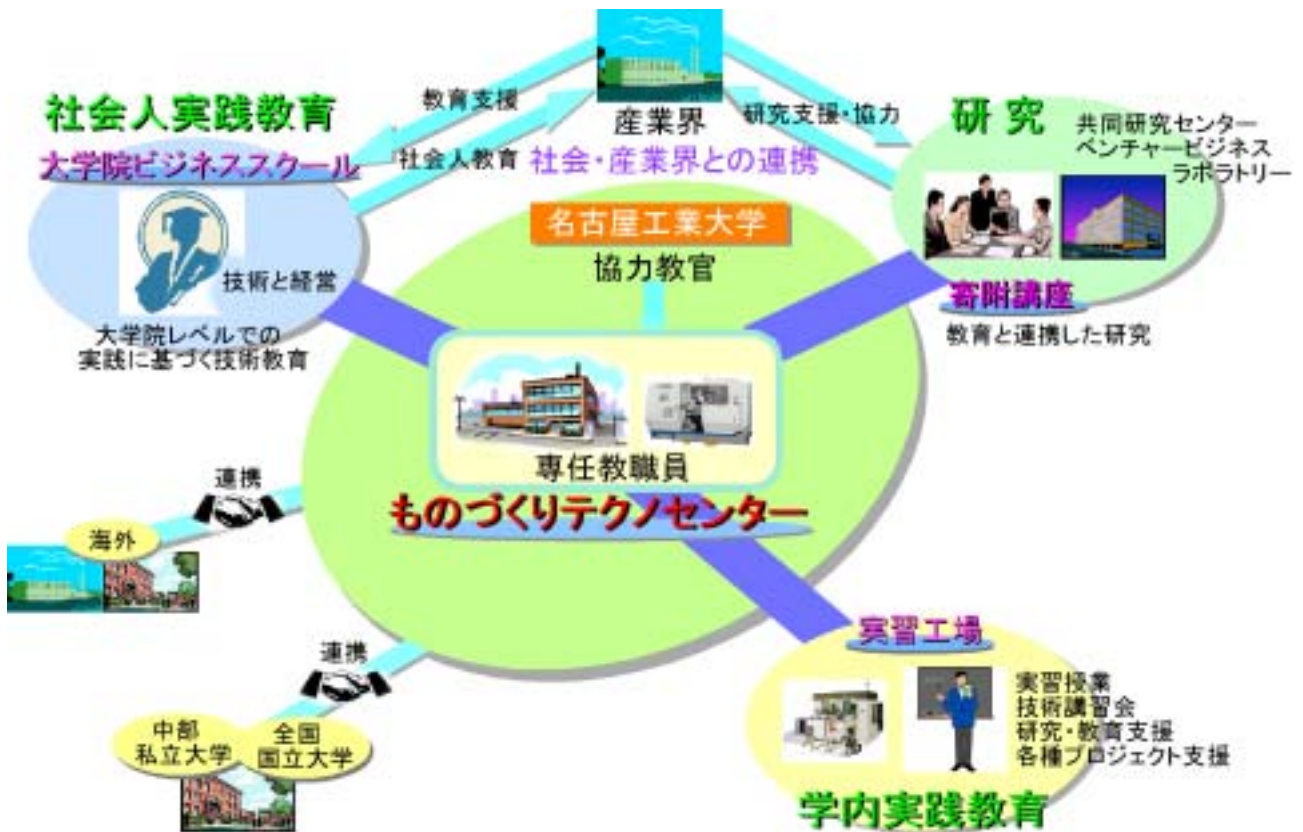 産業界
社会・産業界との連携
教育支援
社会人教育
研究支援・協力
社会人実践教育
大学院ビジネススクール
技術と経営
大学院レベルでの
実践に基づく技術教育
研究
共同研究センター
ベンチャービジネス
ラボラトリー
寄附講座
教育と連携した研究
名古屋工業大学
協力教官
専任教職員
ものづくりテクノセンター
連携
海外
連携
中部
私立大学
全国
国立大学
実習工場
実習授業
技術講習会
研究・教育支援
各種プロジェクト支援
学内実践教育